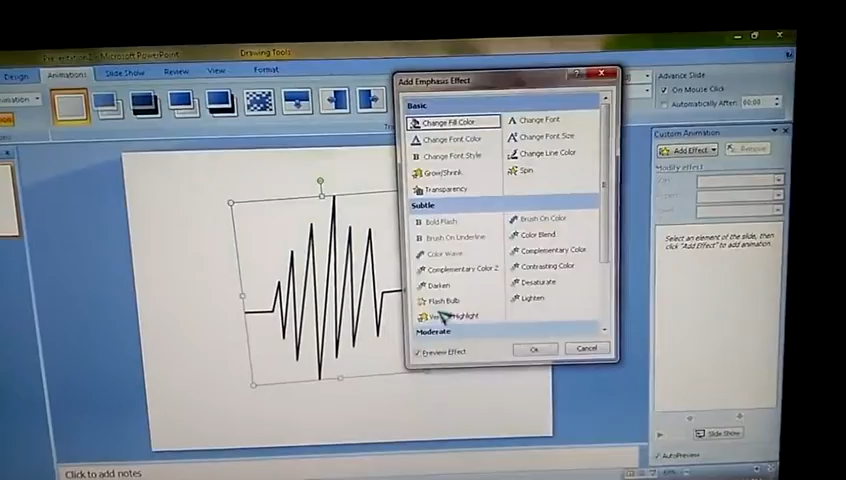 Presentation2 - Microsoft PowerPoint
Drawing Tools
Design
Animations
Slide Show
Review
View
Format
Advance Slide
On Mouse Click
Automatically After: 00:00
Add Emphasis Effect
Basic
Change Fill Color
Change Font
Change Font Color
Change Font Size
Change Font Style
Change Line Color
Grow/Shrink
Spin
Transparency
Subtle
Bold Flash
Brush On Color
Brush On Underline
Color Blend
Color Wave
Complementary Color
Complementary Color 2
Contrasting Color
Darken
Desaturate
Flash Bulb
Lighten
Highlight
Moderate
Preview Effect
Ok
Cancel
Custom Animation
Add Effect
Remove
Modify effect
Select an element of the slide, then
click "Add Effect" to add animation.
Slide Show
AutoPreview
Click to add notes